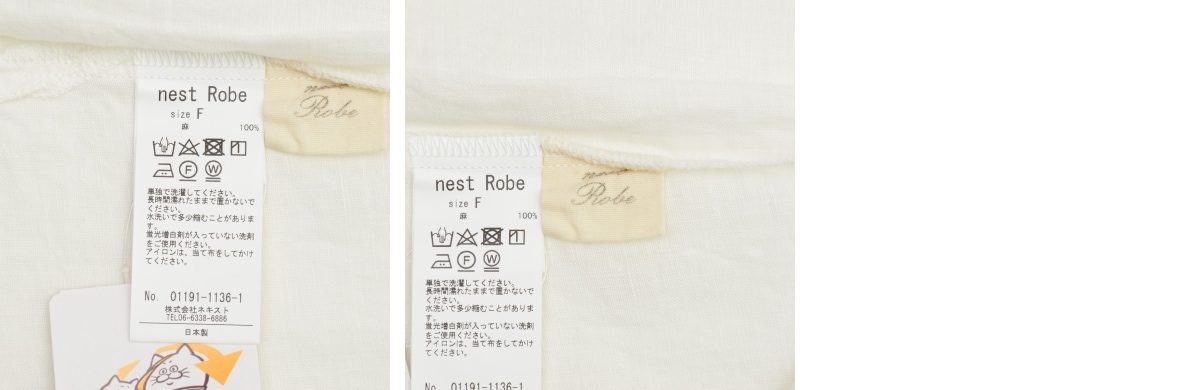 nest Robe
size F
麻 100%
F W
単独で洗濯してください。
長時間濡れたままで置かないで
ください。
水洗いで多少縮むことがありま
す。
蛍光増白剤が入っていない洗剤
をご使用ください。
アイロンは、当て布をしてかけ
てください。
No. 01191-1136-1
株式会社ネキスト
TEL06-6338-6886
日本製
Robe
nest Robe
size F
麻 100%
F W
単独で洗濯してください。
長時間濡れたままで置かないで
ください。
水洗いで多少縮むことがありま
す。
蛍光増白剤が入っていない洗剤
をご使用ください。
アイロンは、当て布をしてかけ
てください。
No. 01191-1136-1
Robe